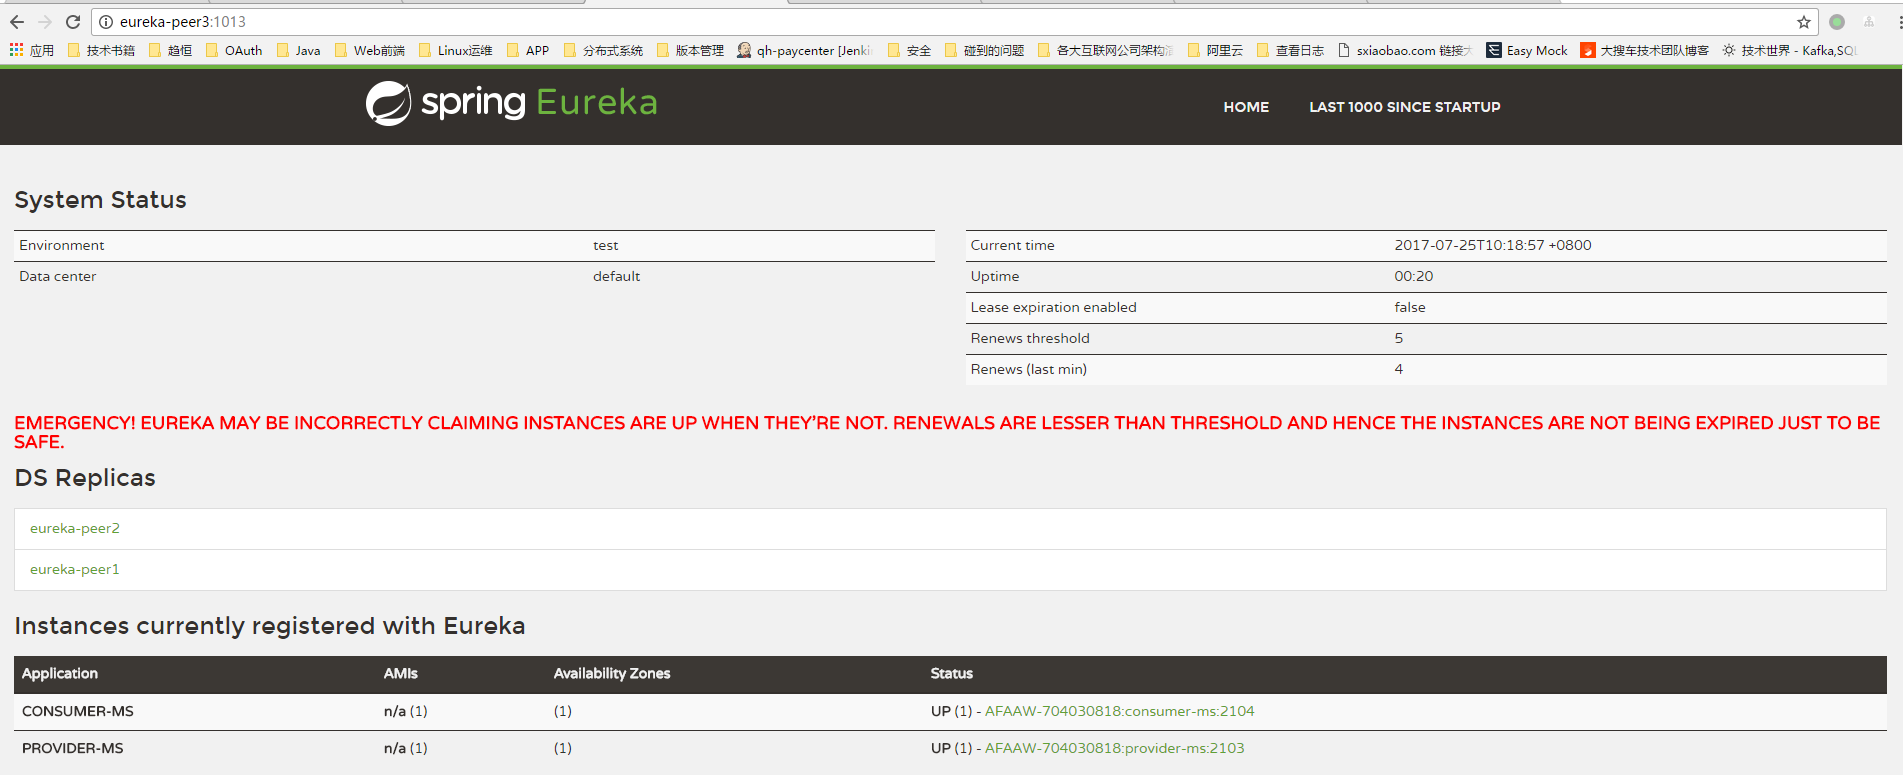 eureka-peer3:1013
应用 技术书籍 趋恒 OAuth Java Web前端 Linux运维 APP 分布式系统 版本管理 qh-paycenter [Jenki 安全 碰到的问题 各大互联网公司架构 阿里云 查看日志 sxiaobao.com 链接 Easy Mock 大搜车技术团队博客 技术世界 - Kafka,SQL
spring Eureka
HOME LAST 1000 SINCE STARTUP
System Status
Environment test
Data center default
Current time 2017-07-25T10:18:57 +0800
Uptime 00:20
Lease expiration enabled false
Renews threshold 5
Renews (last min) 4
EMERGENCY! EUREKA MAY BE INCORRECTLY CLAIMING INSTANCES ARE UP WHEN THEY'RE NOT. RENEWALS ARE LESSER THAN THRESHOLD AND HENCE THE INSTANCES ARE NOT BEING EXPIRED JUST TO BE
SAFE.
DS Replicas
eureka-peer2
eureka-peer1
Instances currently registered with Eureka
Application AMIs Availability Zones Status
CONSUMER-MS n/a (1) (1) UP (1) - AFAAW-704030818:consumer-ms:2104
PROVIDER-MS n/a (1) (1) UP (1) - AFAAW-704030818:provider-ms:2103